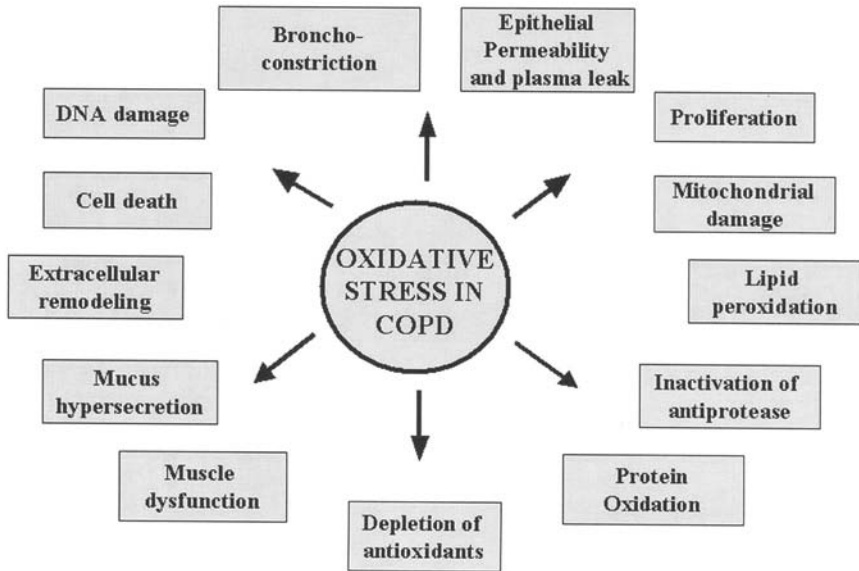 Broncho-
constriction
Epithelial
Permeability
and plasma leak
DNA damage
Proliferation
Cell death
Mitochondrial
damage
OXIDATIVE
STRESS IN
COPD
Extracellular
remodeling
Lipid
peroxidation
Mucus
hypersecretion
Inactivation of
antiprotease
Muscle
dysfunction
Protein
Oxidation
Depletion of
antioxidants